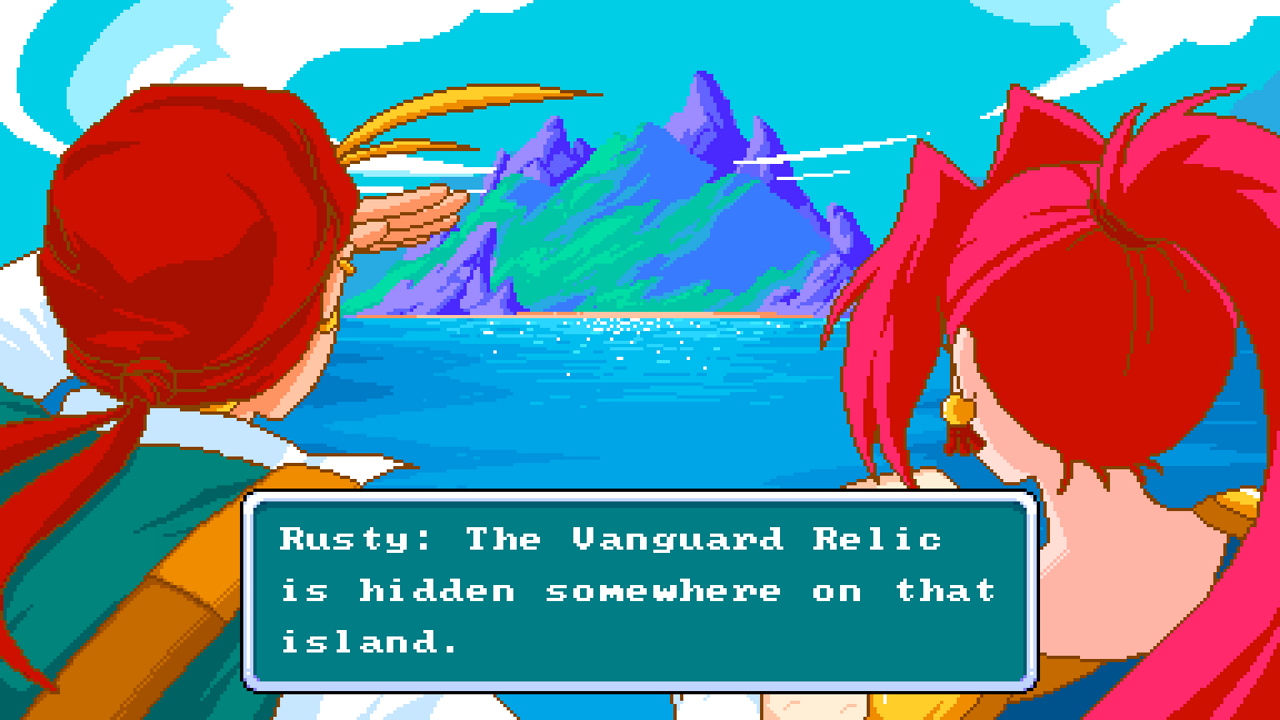 Rusty: The Vanguard Relic
is hidden somewhere on that
island.